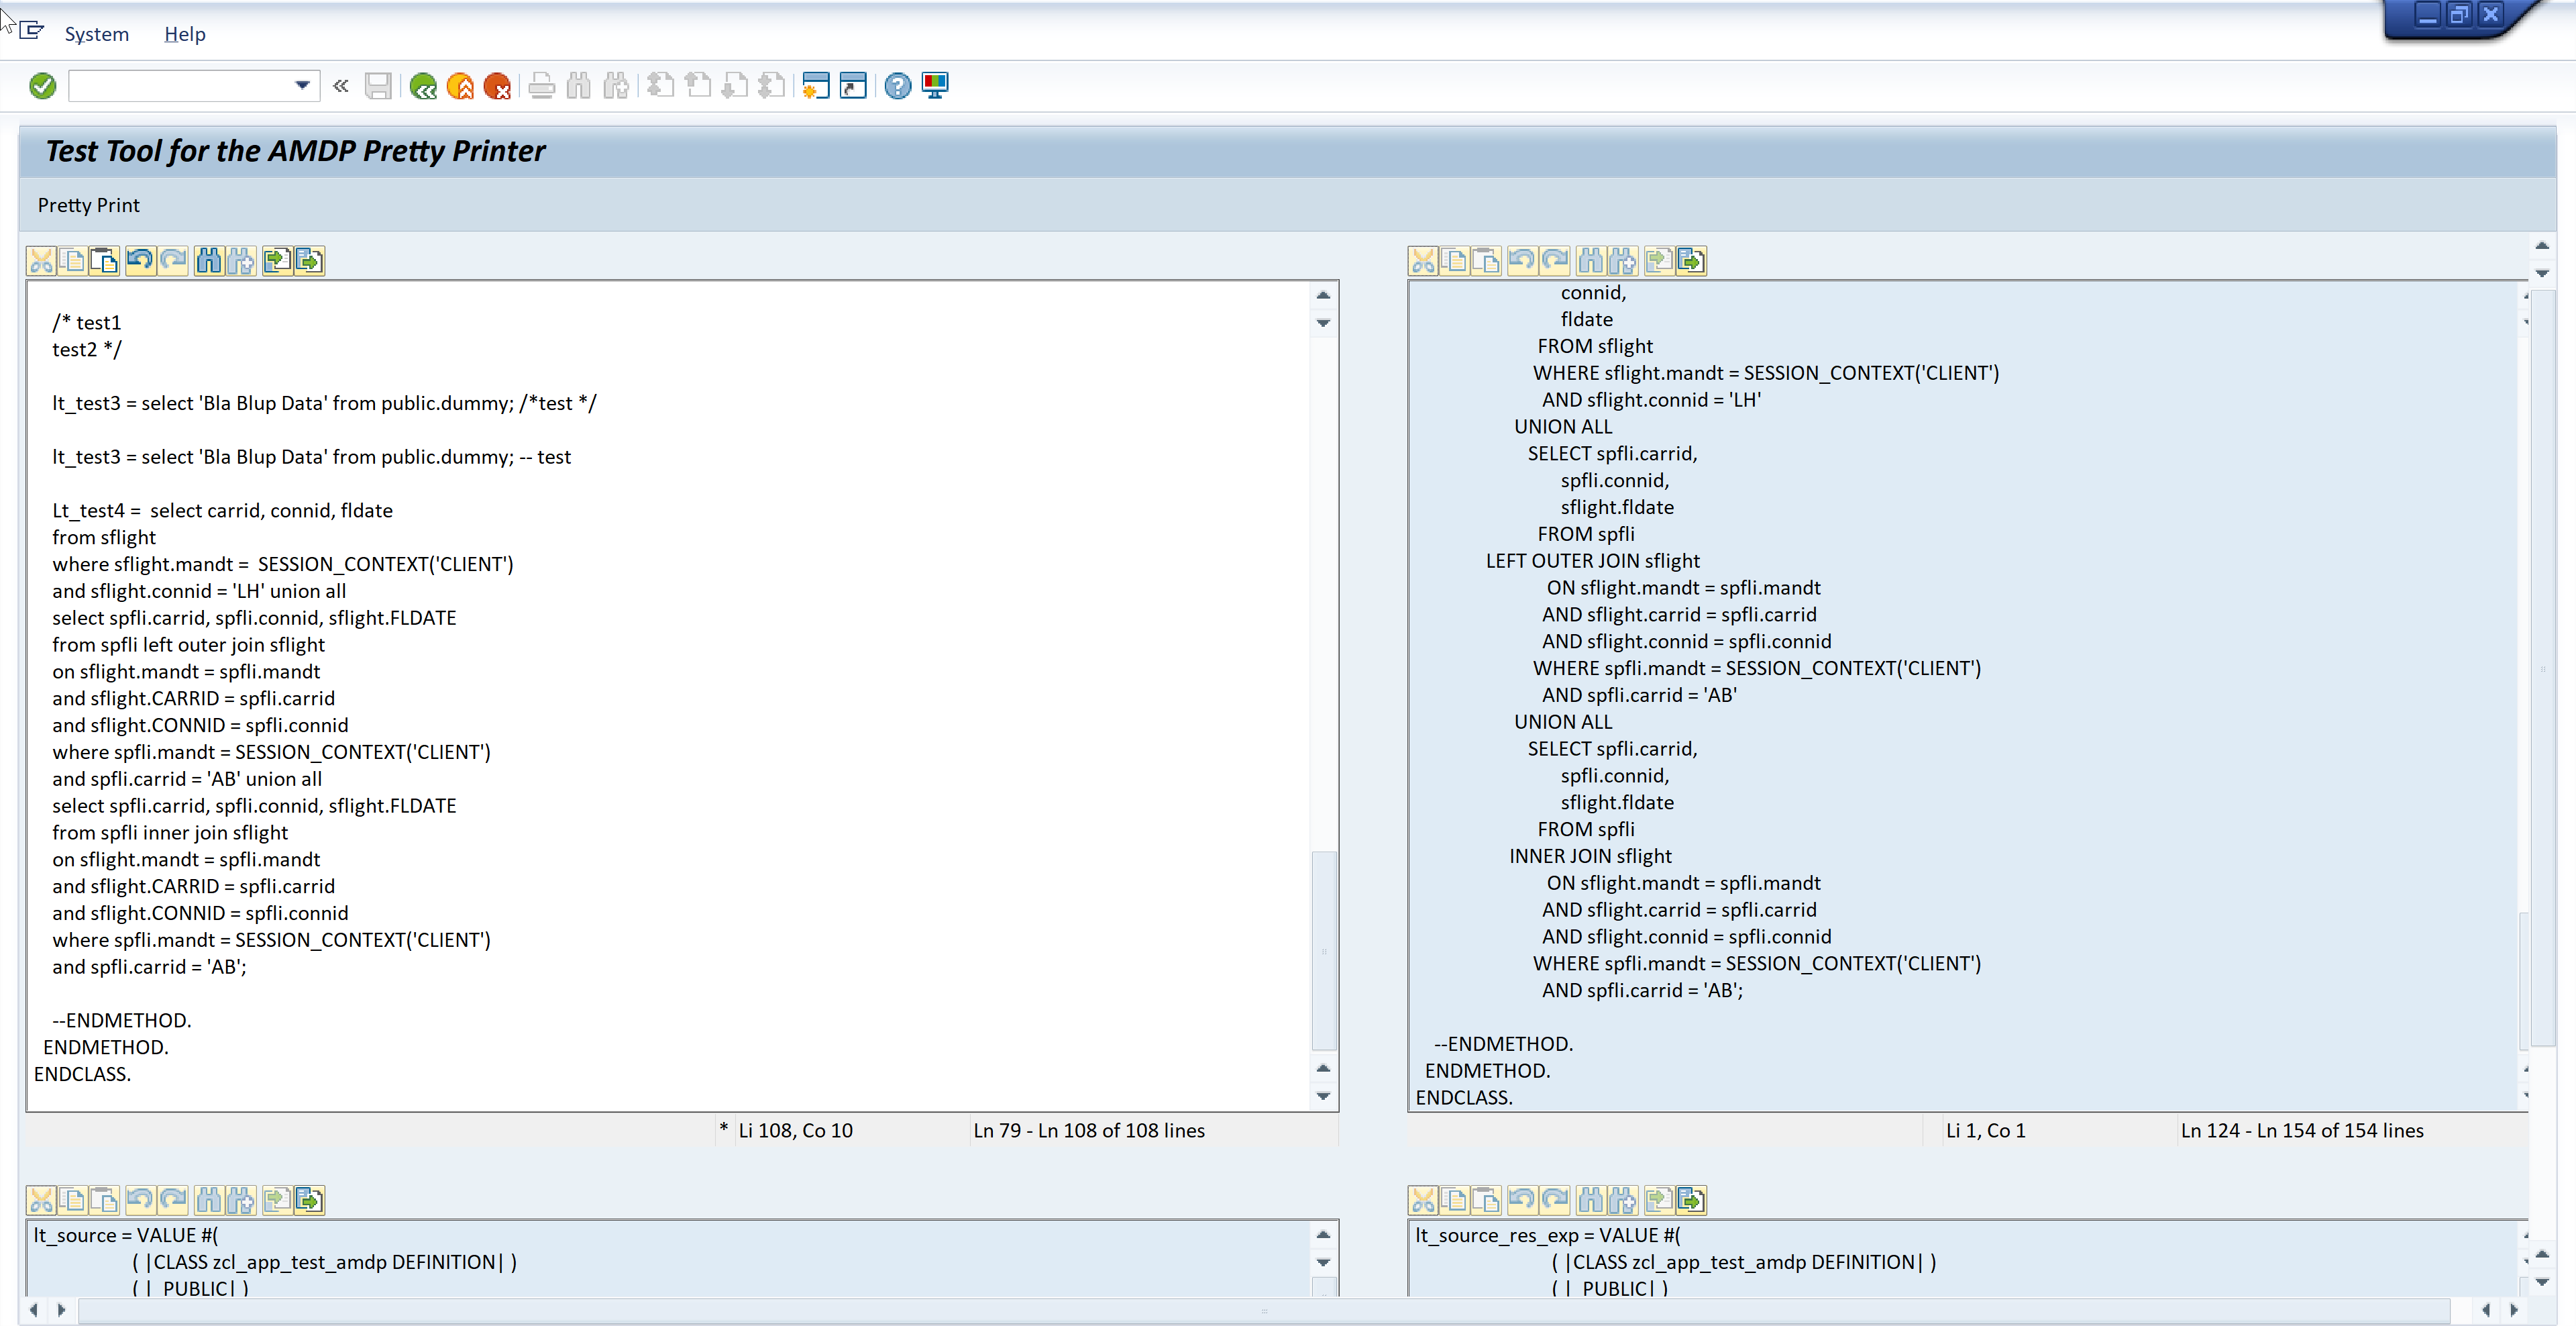 System Help
Test Tool for the AMDP Pretty Printer
Pretty Print
/* test1
test2 */
lt_test3 = select 'Bla Blup Data' from public.dummy; /*test */
lt_test3 = select 'Bla Blup Data' from public.dummy; -- test
Lt_test4 =  select carrid, connid, fldate
from sflight
where sflight.mandt =  SESSION_CONTEXT('CLIENT')
and sflight.connid = 'LH' union all
select spfli.carrid, spfli.connid, sflight.FLDATE
from spfli left outer join sflight
on sflight.mandt = spfli.mandt
and sflight.CARRID = spfli.carrid
and sflight.CONNID = spfli.connid
where spfli.mandt = SESSION_CONTEXT('CLIENT')
and spfli.carrid = 'AB' union all
select spfli.carrid, spfli.connid, sflight.FLDATE
from spfli inner join sflight
on sflight.mandt = spfli.mandt
and sflight.CARRID = spfli.carrid
and sflight.CONNID = spfli.connid
where spfli.mandt = SESSION_CONTEXT('CLIENT')
and spfli.carrid = 'AB';
--ENDMETHOD.
ENDMETHOD.
ENDCLASS.
* Li 108, Co 10 Ln 79 - Ln 108 of 108 lines
connid,
fldate
FROM sflight
WHERE sflight.mandt = SESSION_CONTEXT('CLIENT')
AND sflight.connid = 'LH'
UNION ALL
SELECT spfli.carrid,
spfli.connid,
sflight.fldate
FROM spfli
LEFT OUTER JOIN sflight
ON sflight.mandt = spfli.mandt
AND sflight.carrid = spfli.carrid
AND sflight.connid = spfli.connid
WHERE spfli.mandt = SESSION_CONTEXT('CLIENT')
AND spfli.carrid = 'AB'
UNION ALL
SELECT spfli.carrid,
spfli.connid,
sflight.fldate
FROM spfli
INNER JOIN sflight
ON sflight.mandt = spfli.mandt
AND sflight.carrid = spfli.carrid
AND sflight.connid = spfli.connid
WHERE spfli.mandt = SESSION_CONTEXT('CLIENT')
AND spfli.carrid = 'AB';
--ENDMETHOD.
ENDMETHOD.
ENDCLASS.
Li 1, Co 1 Ln 124 - Ln 154 of 154 lines
lt_source = VALUE #(
( |CLASS zcl_app_test_amdp DEFINITION| )
( |  PUBLIC| )
lt_source_res_exp = VALUE #(
( |CLASS zcl_app_test_amdp DEFINITION| )
( |  PUBLIC| )